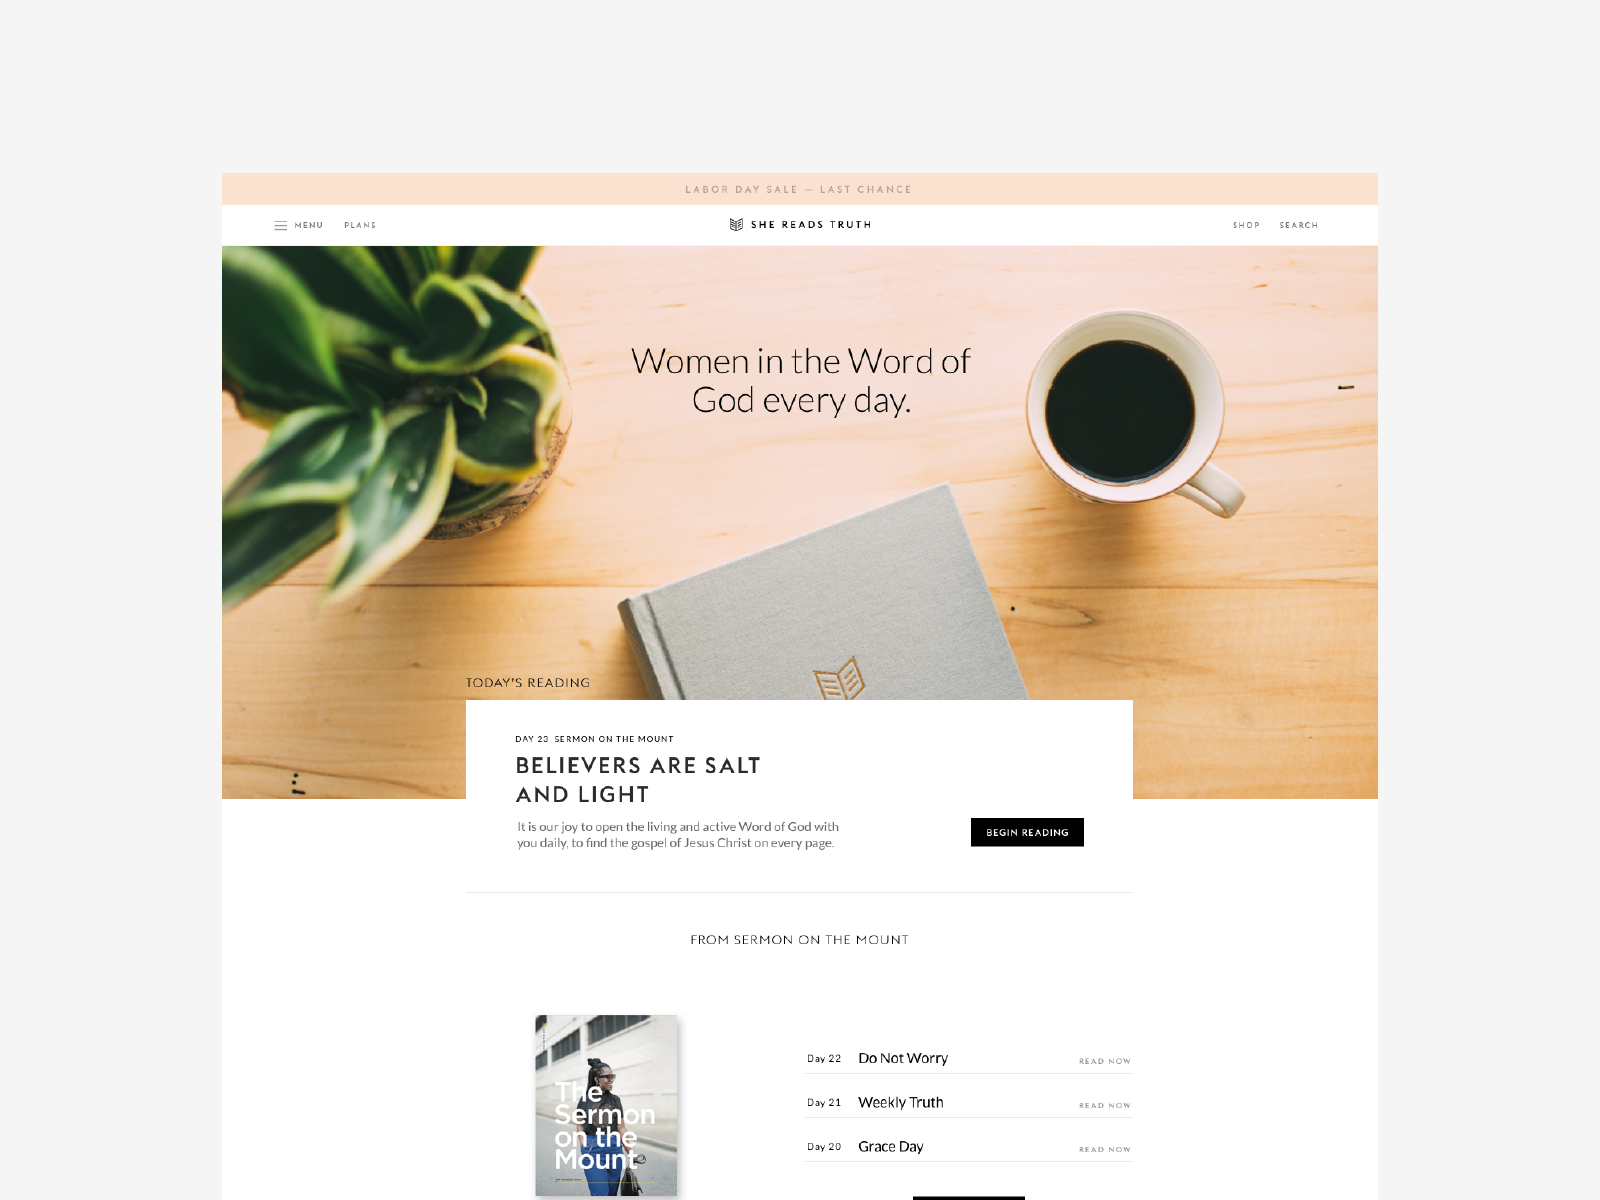 LABOR DAY SALE — LAST CHANCE
MENU PLANS SHE READS TRUTH SHOP SEARCH
Women in the Word of
God every day.
TODAY'S READING
DAY 23 SERMON ON THE MOUNT
BELIEVERS ARE SALT
AND LIGHT
It is our joy to open the living and active Word of God with
you daily, to find the gospel of Jesus Christ on every page.
BEGIN READING
FROM SERMON ON THE MOUNT
The
Sermon
on the
Mount
Day 22 Do Not Worry READ NOW
Day 21 Weekly Truth READ NOW
Day 20 Grace Day READ NOW